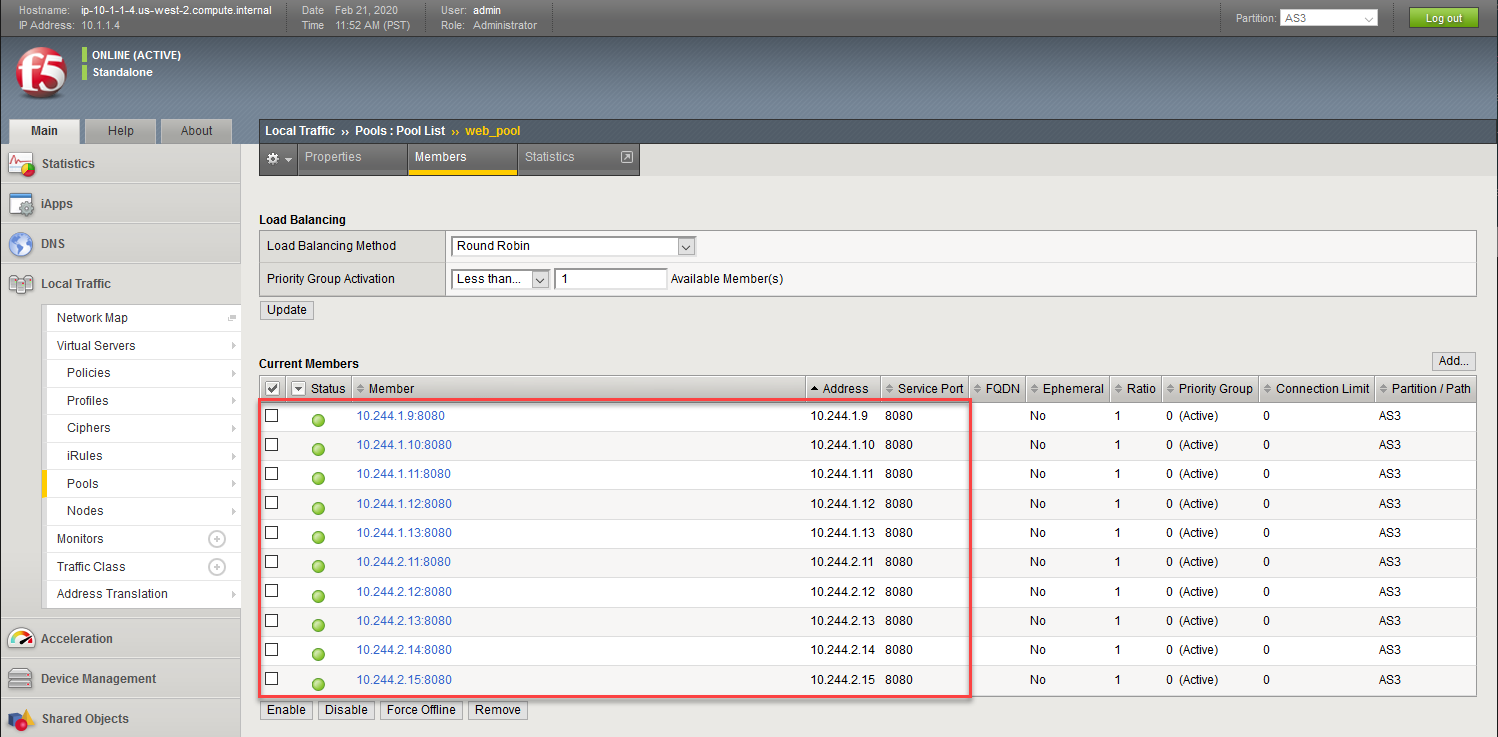 Hostname: ip-10-1-1-4.us-west-2.compute.internal Date Feb 21, 2020 User: admin
IP Address: 10.1.1.4 Time 11:52 AM (PST) Role: Administrator
Partition: AS3 Log out
f5
ONLINE (ACTIVE)
Standalone
Main Help About
Statistics
iApps
DNS
Local Traffic
Network Map
Virtual Servers
Policies
Profiles
Ciphers
iRules
Pools
Nodes
Monitors
Traffic Class
Address Translation
Acceleration
Device Management
Shared Objects
Local Traffic ›› Pools : Pool List ›› web_pool
Properties Members Statistics
Load Balancing
Load Balancing Method Round Robin
Priority Group Activation Less than... 1 Available Member(s)
Update
Current Members Add...
Status Member Address Service Port FQDN Ephemeral Ratio Priority Group Connection Limit Partition / Path
10.244.1.9:8080 10.244.1.9 8080 No 1 0 (Active) 0 AS3
10.244.1.10:8080 10.244.1.10 8080 No 1 0 (Active) 0 AS3
10.244.1.11:8080 10.244.1.11 8080 No 1 0 (Active) 0 AS3
10.244.1.12:8080 10.244.1.12 8080 No 1 0 (Active) 0 AS3
10.244.1.13:8080 10.244.1.13 8080 No 1 0 (Active) 0 AS3
10.244.2.11:8080 10.244.2.11 8080 No 1 0 (Active) 0 AS3
10.244.2.12:8080 10.244.2.12 8080 No 1 0 (Active) 0 AS3
10.244.2.13:8080 10.244.2.13 8080 No 1 0 (Active) 0 AS3
10.244.2.14:8080 10.244.2.14 8080 No 1 0 (Active) 0 AS3
10.244.2.15:8080 10.244.2.15 8080 No 1 0 (Active) 0 AS3
Enable Disable Force Offline Remove